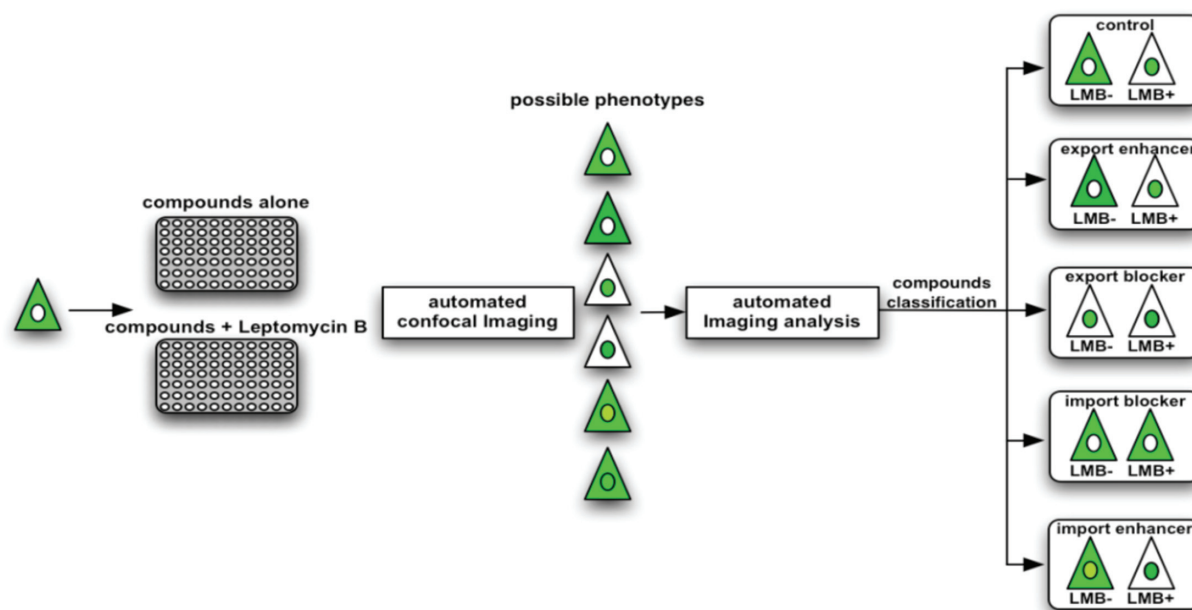 compounds alone
compounds + Leptomycin B
automated
confocal Imaging
possible phenotypes
automated
Imaging analysis
compounds
classification
control
LMB- LMB+
export enhancer
LMB- LMB+
export blocker
LMB- LMB+
import blocker
LMB- LMB+
import enhancer
LMB- LMB+